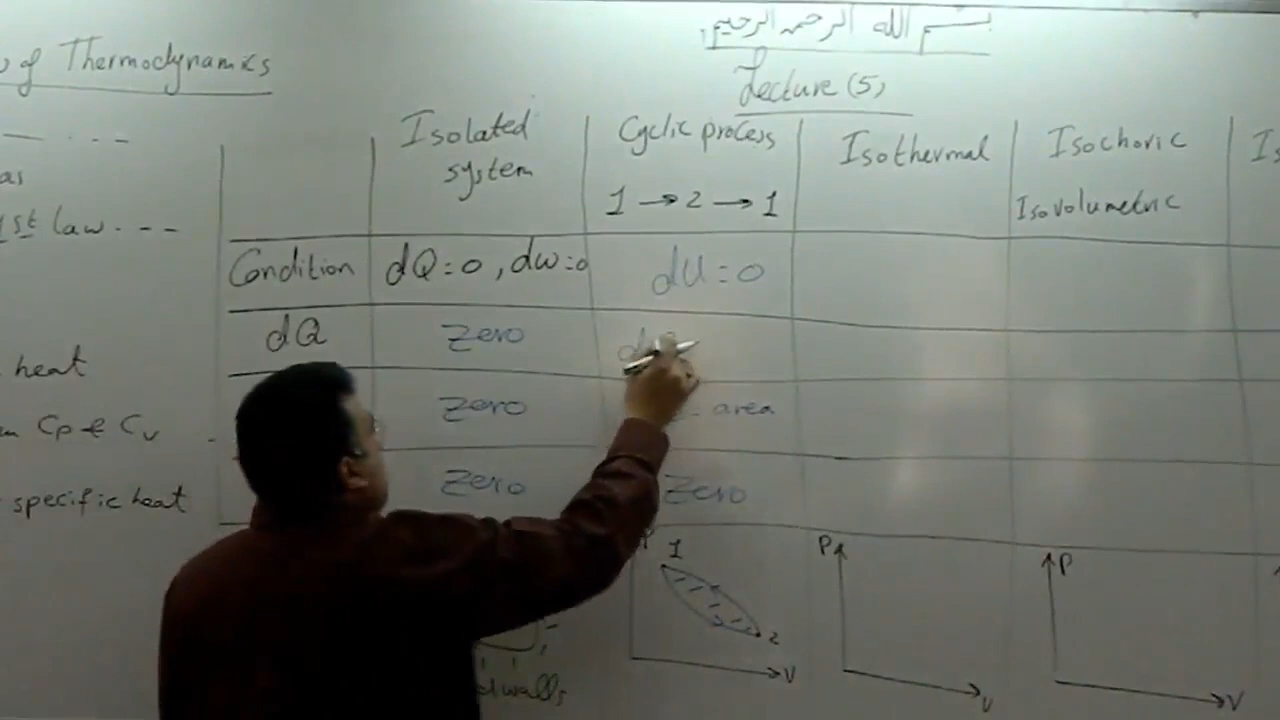 بسم الله الرحمن الرحيم
Lecture (5)
of Thermodynamics
as
1st law - - -
heat
Cp & Cv
specific heat
Isolated system
Cyclic process
1 → 2 → 1
Isothermal
Isochoric
Isovolumetric
Is
Condition
dQ = 0 , dw = 0
dU = 0
dQ
Zero
Zero
area
Zero
Zero
P
1
2
V
P
V
P
V
walls